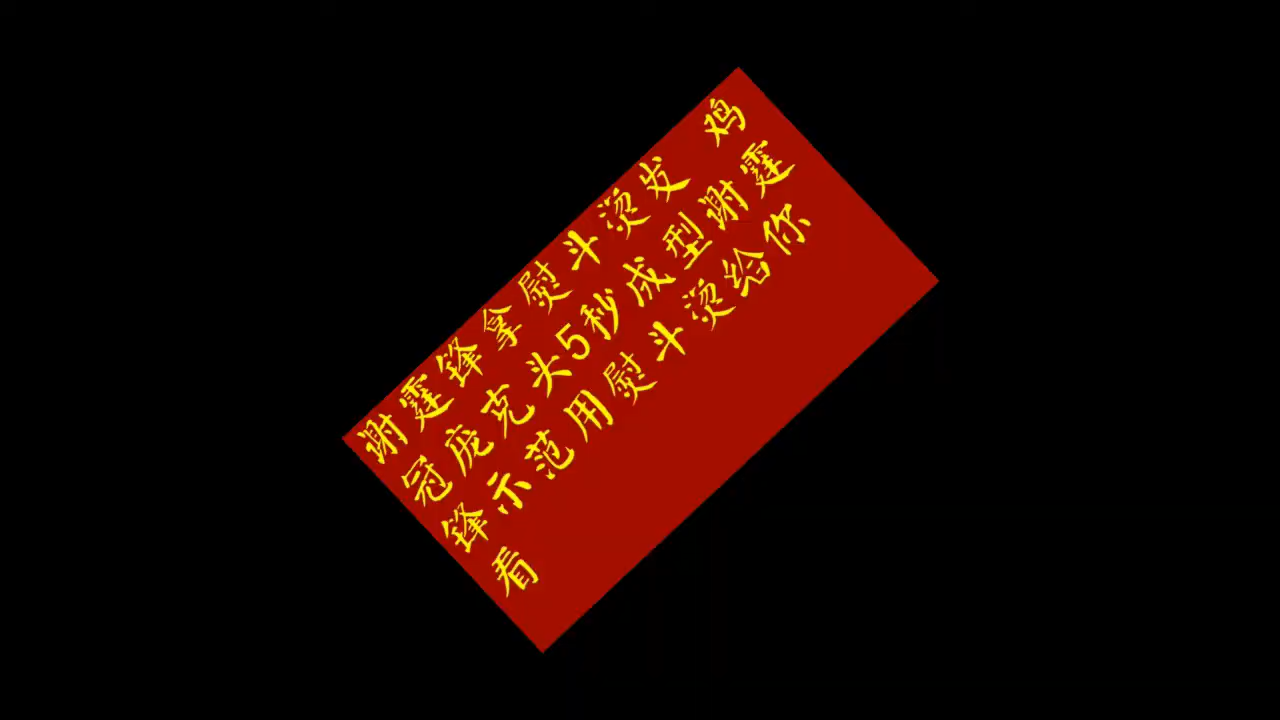 谢霆锋拿熨斗烫发 鸡
冠庞克头5秒成型谢霆
锋示范用熨斗烫给你
看